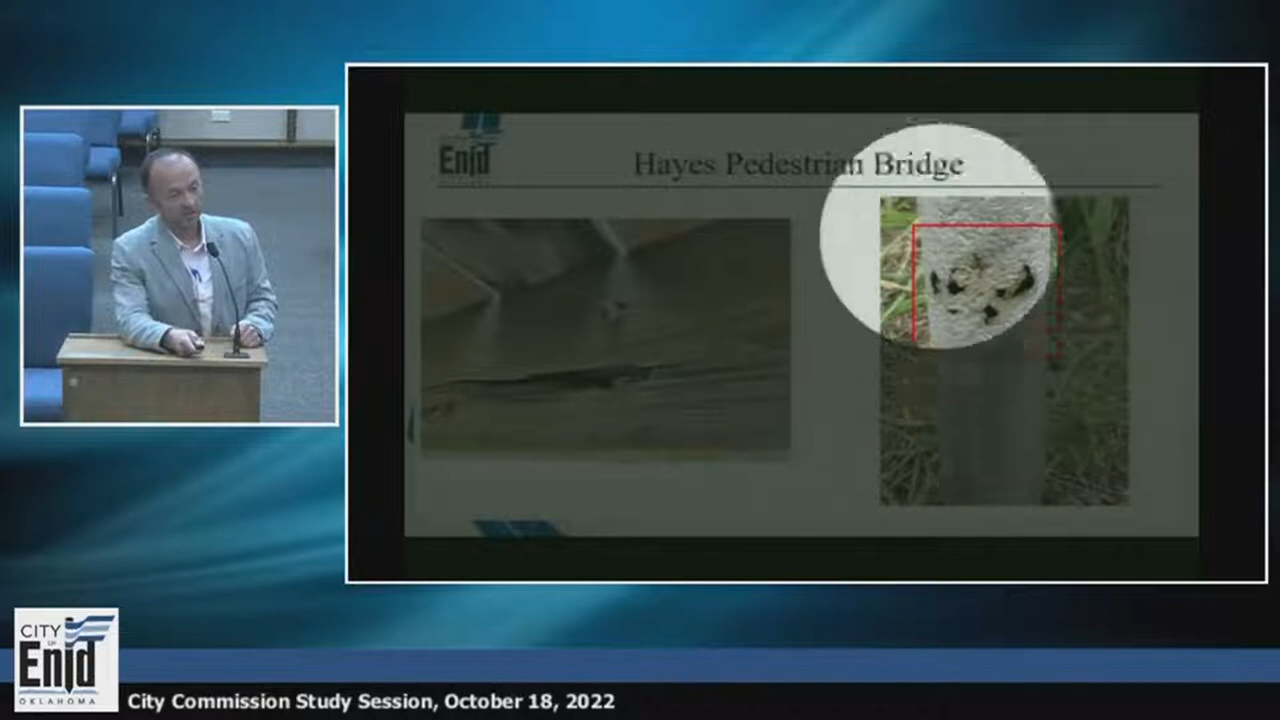 Enid
Hayes Pedestrian Bridge
CITY
OF
Enid
OKLAHOMA
City Commission Study Session, October 18, 2022